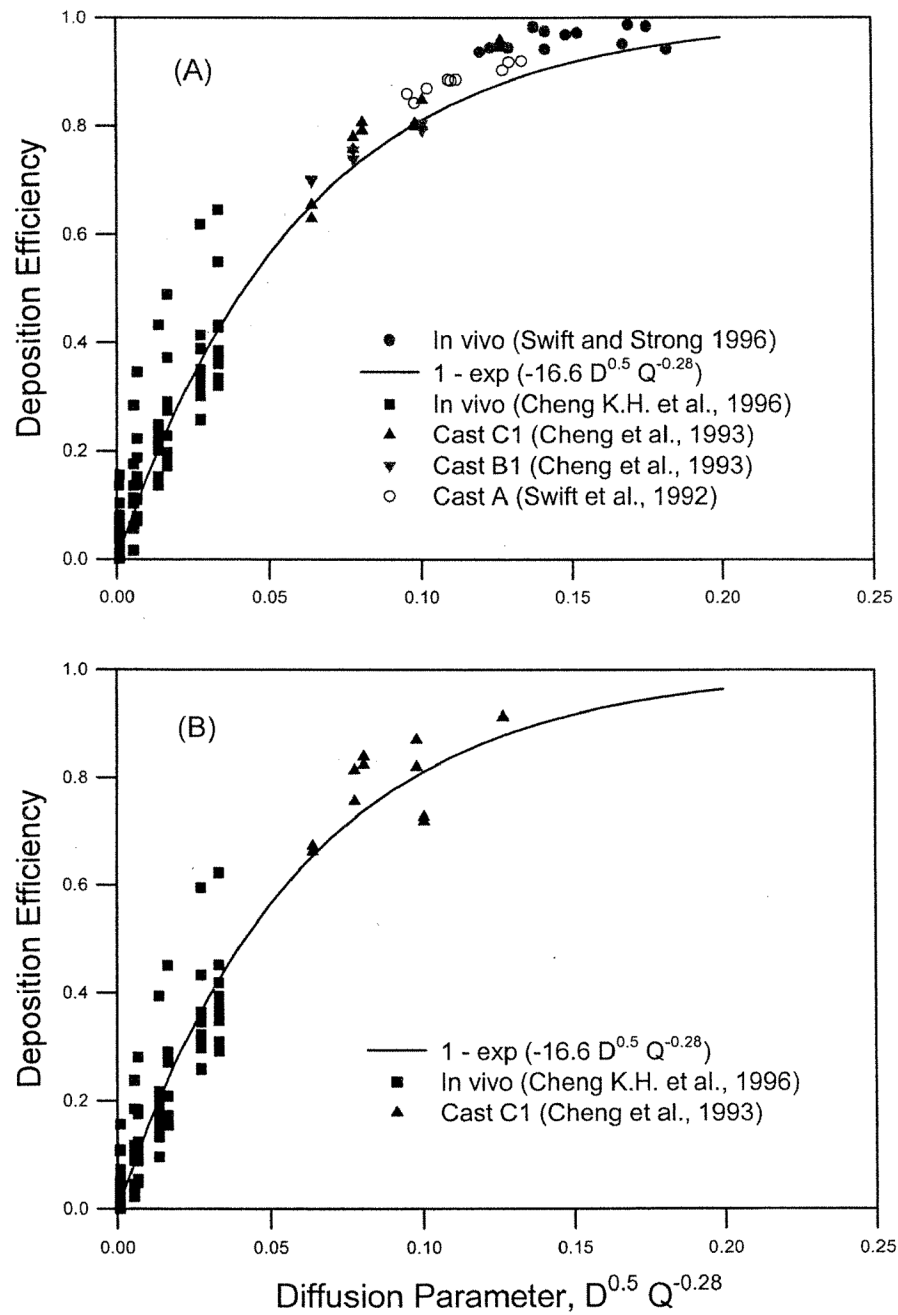 1.0
(A)
0.8
0.6
0.4
0.2
0.0
Deposition Efficiency
In vivo (Swift and Strong 1996)
1 - exp (-16.6 D^0.5 Q^-0.28)
In vivo (Cheng K.H. et al., 1996)
Cast C1 (Cheng et al., 1993)
Cast B1 (Cheng et al., 1993)
Cast A (Swift et al., 1992)
0.00 0.05 0.10 0.15 0.20 0.25
1.0
(B)
0.8
0.6
0.4
0.2
0.0
Deposition Efficiency
1 - exp (-16.6 D^0.5 Q^-0.28)
In vivo (Cheng K.H. et al., 1996)
Cast C1 (Cheng et al., 1993)
0.00 0.05 0.10 0.15 0.20 0.25
Diffusion Parameter, D^0.5 Q^-0.28